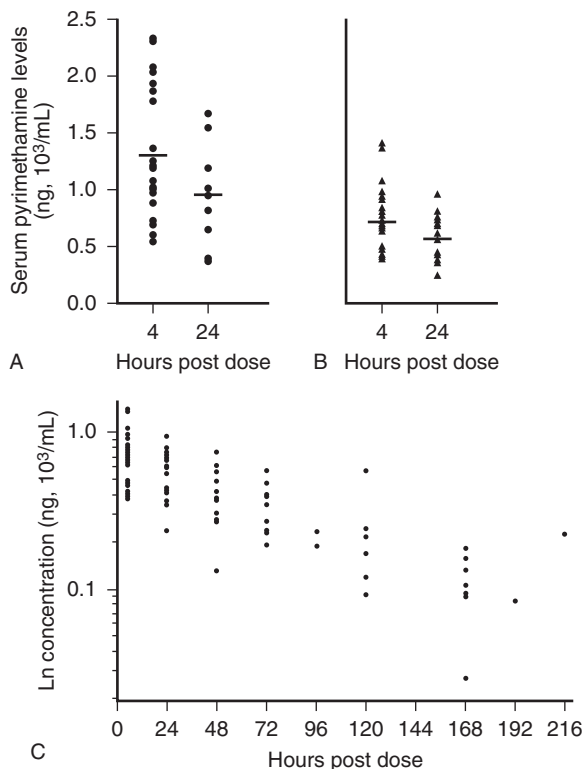 Serum pyrimethamine levels
(ng, 10³/mL)
2.5
2.0
1.5
1.0
0.5
0.0
4 24
4 24
A Hours post dose
B Hours post dose
Ln concentration (ng, 10³/mL)
1.0
0.1
0 24 48 72 96 120 144 168 192 216
C Hours post dose